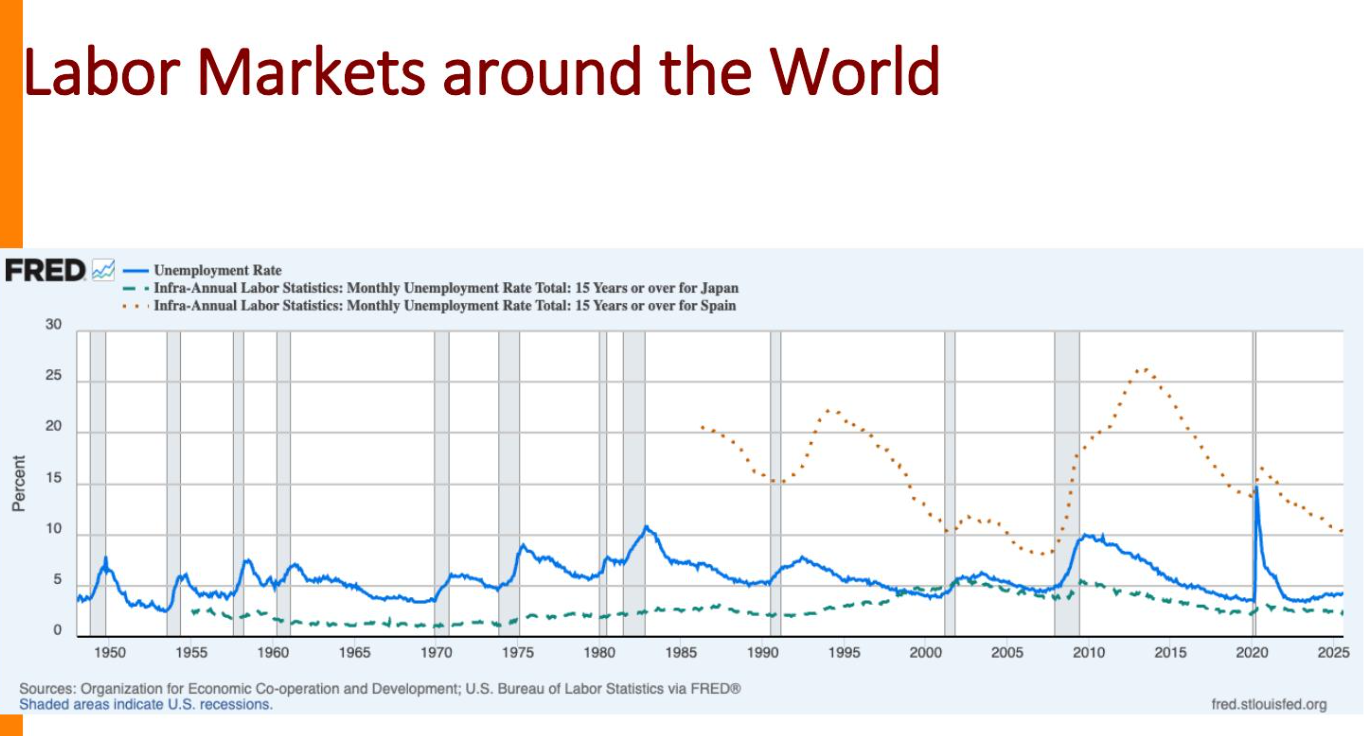 Labor Markets around the World
FRED
Unemployment Rate
Infra-Annual Labor Statistics: Monthly Unemployment Rate Total: 15 Years or over for Japan
Infra-Annual Labor Statistics: Monthly Unemployment Rate Total: 15 Years or over for Spain
30
25
20
15
10
5
0
Percent
1950 1955 1960 1965 1970 1975 1980 1985 1990 1995 2000 2005 2010 2015 2020 2025
Sources: Organization for Economic Co-operation and Development; U.S. Bureau of Labor Statistics via FRED®
Shaded areas indicate U.S. recessions.
fred.stlouisfed.org